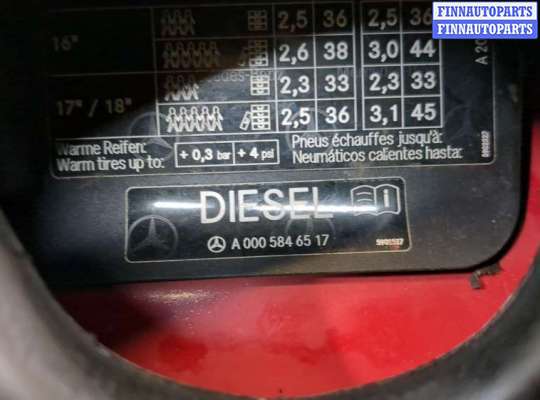 FINNAUTOPARTS
FINNAUTOPARTS
2,5 36 2,5 36
16"
2,6 38 3,0 44
2,3 33 2,3 33
17" / 18"
2,5 36 3,1 45
Warme Reifen:
Warm tires up to:
+ 0,3 bar + 4 psi
Pneus échauffes jusqu'à:
Neumáticos calientes hasta:
DIESEL i
A 000 584 65 17